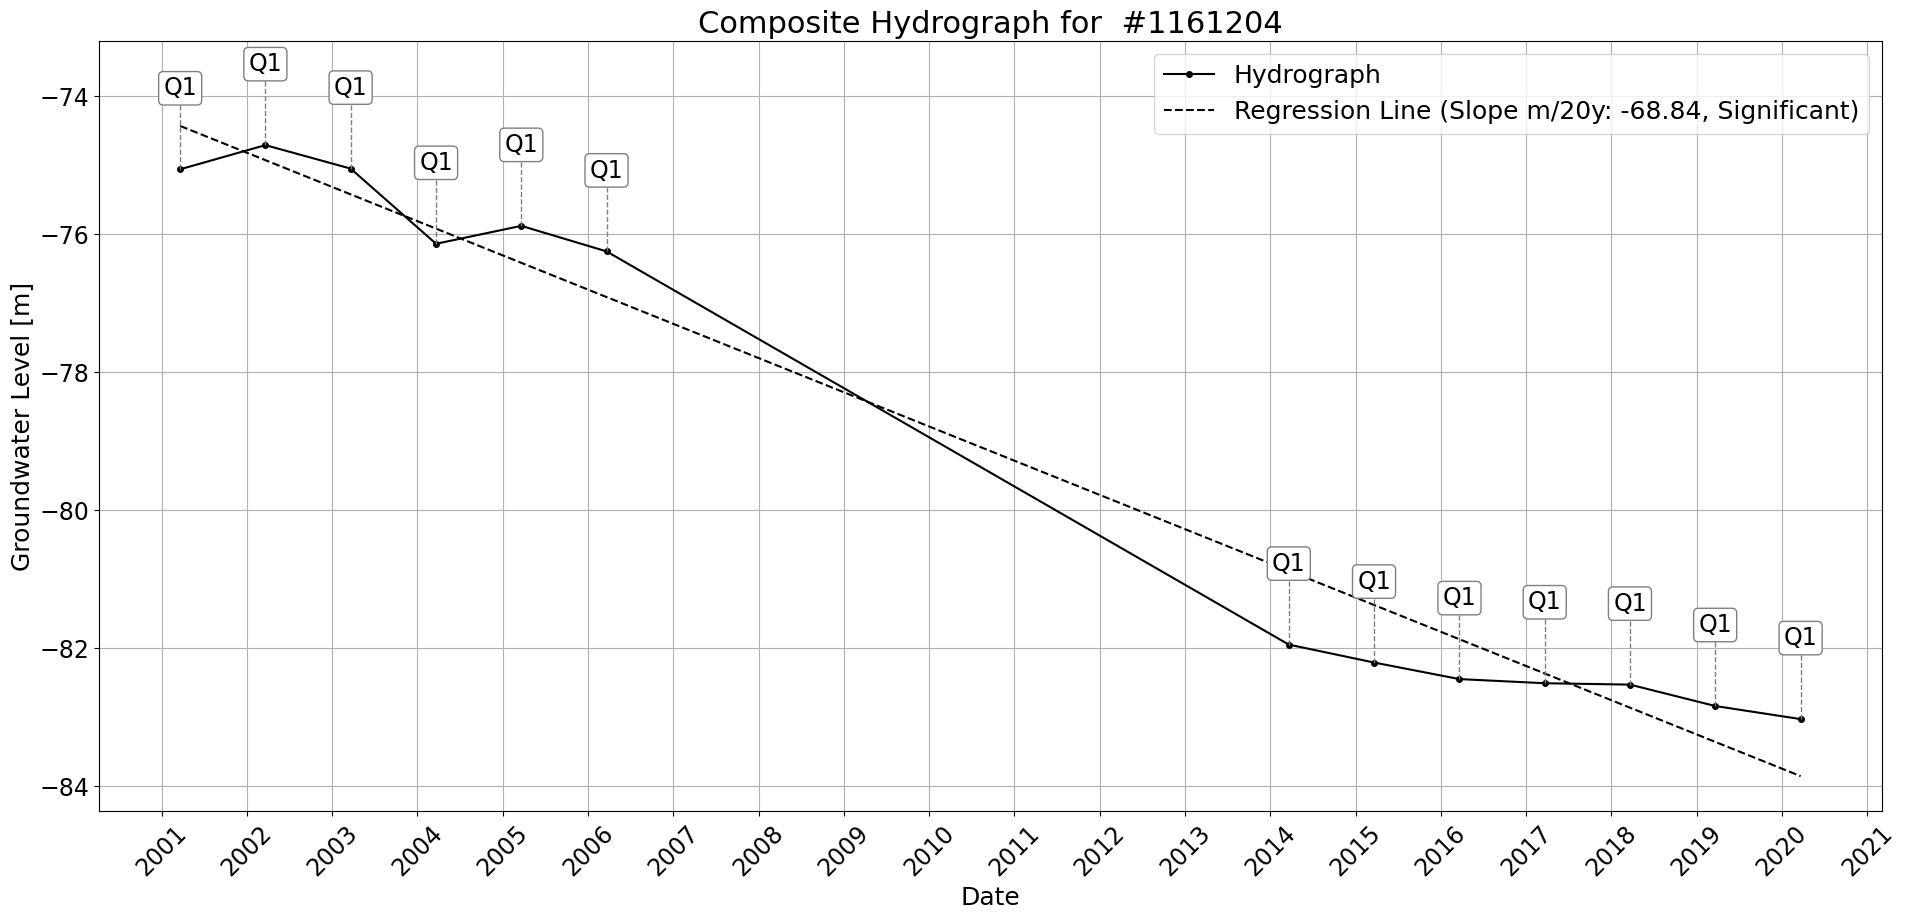 Composite Hydrograph for  #1161204
Hydrograph
Regression Line (Slope m/20y: -68.84, Significant)
Q1
Q1
Q1
Q1
Q1
Q1
Q1
Q1
Q1
Q1
Q1
Q1
Q1
Groundwater Level [m]
−74
−76
−78
−80
−82
−84
2001
2002
2003
2004
2005
2006
2007
2008
2009
2010
2011
2012
2013
2014
2015
2016
2017
2018
2019
2020
2021
Date